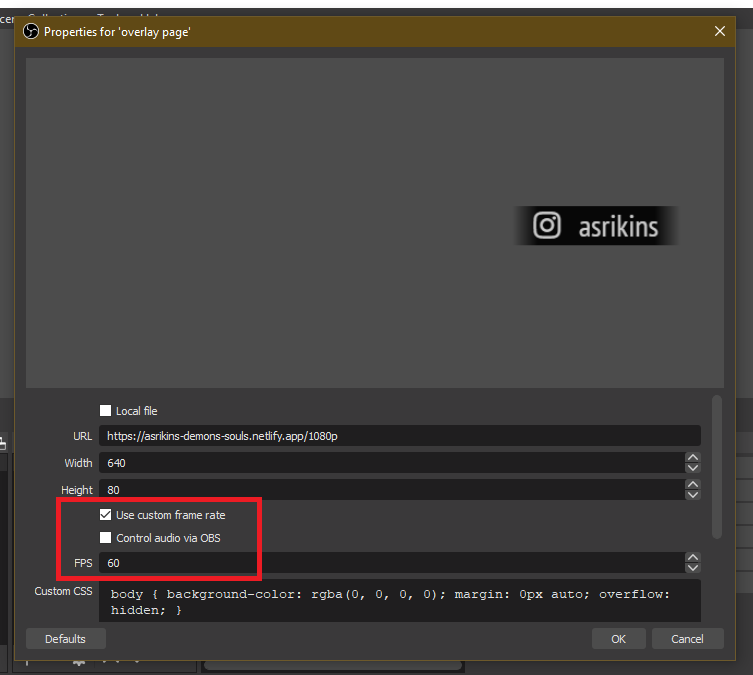 Properties for 'overlay page'
asrikins
Local file
URL https://asrikins-demons-souls.netlify.app/1080p
Width 640
Height 80
Use custom frame rate
Control audio via OBS
FPS 60
Custom CSS body { background-color: rgba(0, 0, 0, 0); margin: 0px auto; overflow:
hidden; }
Defaults OK Cancel